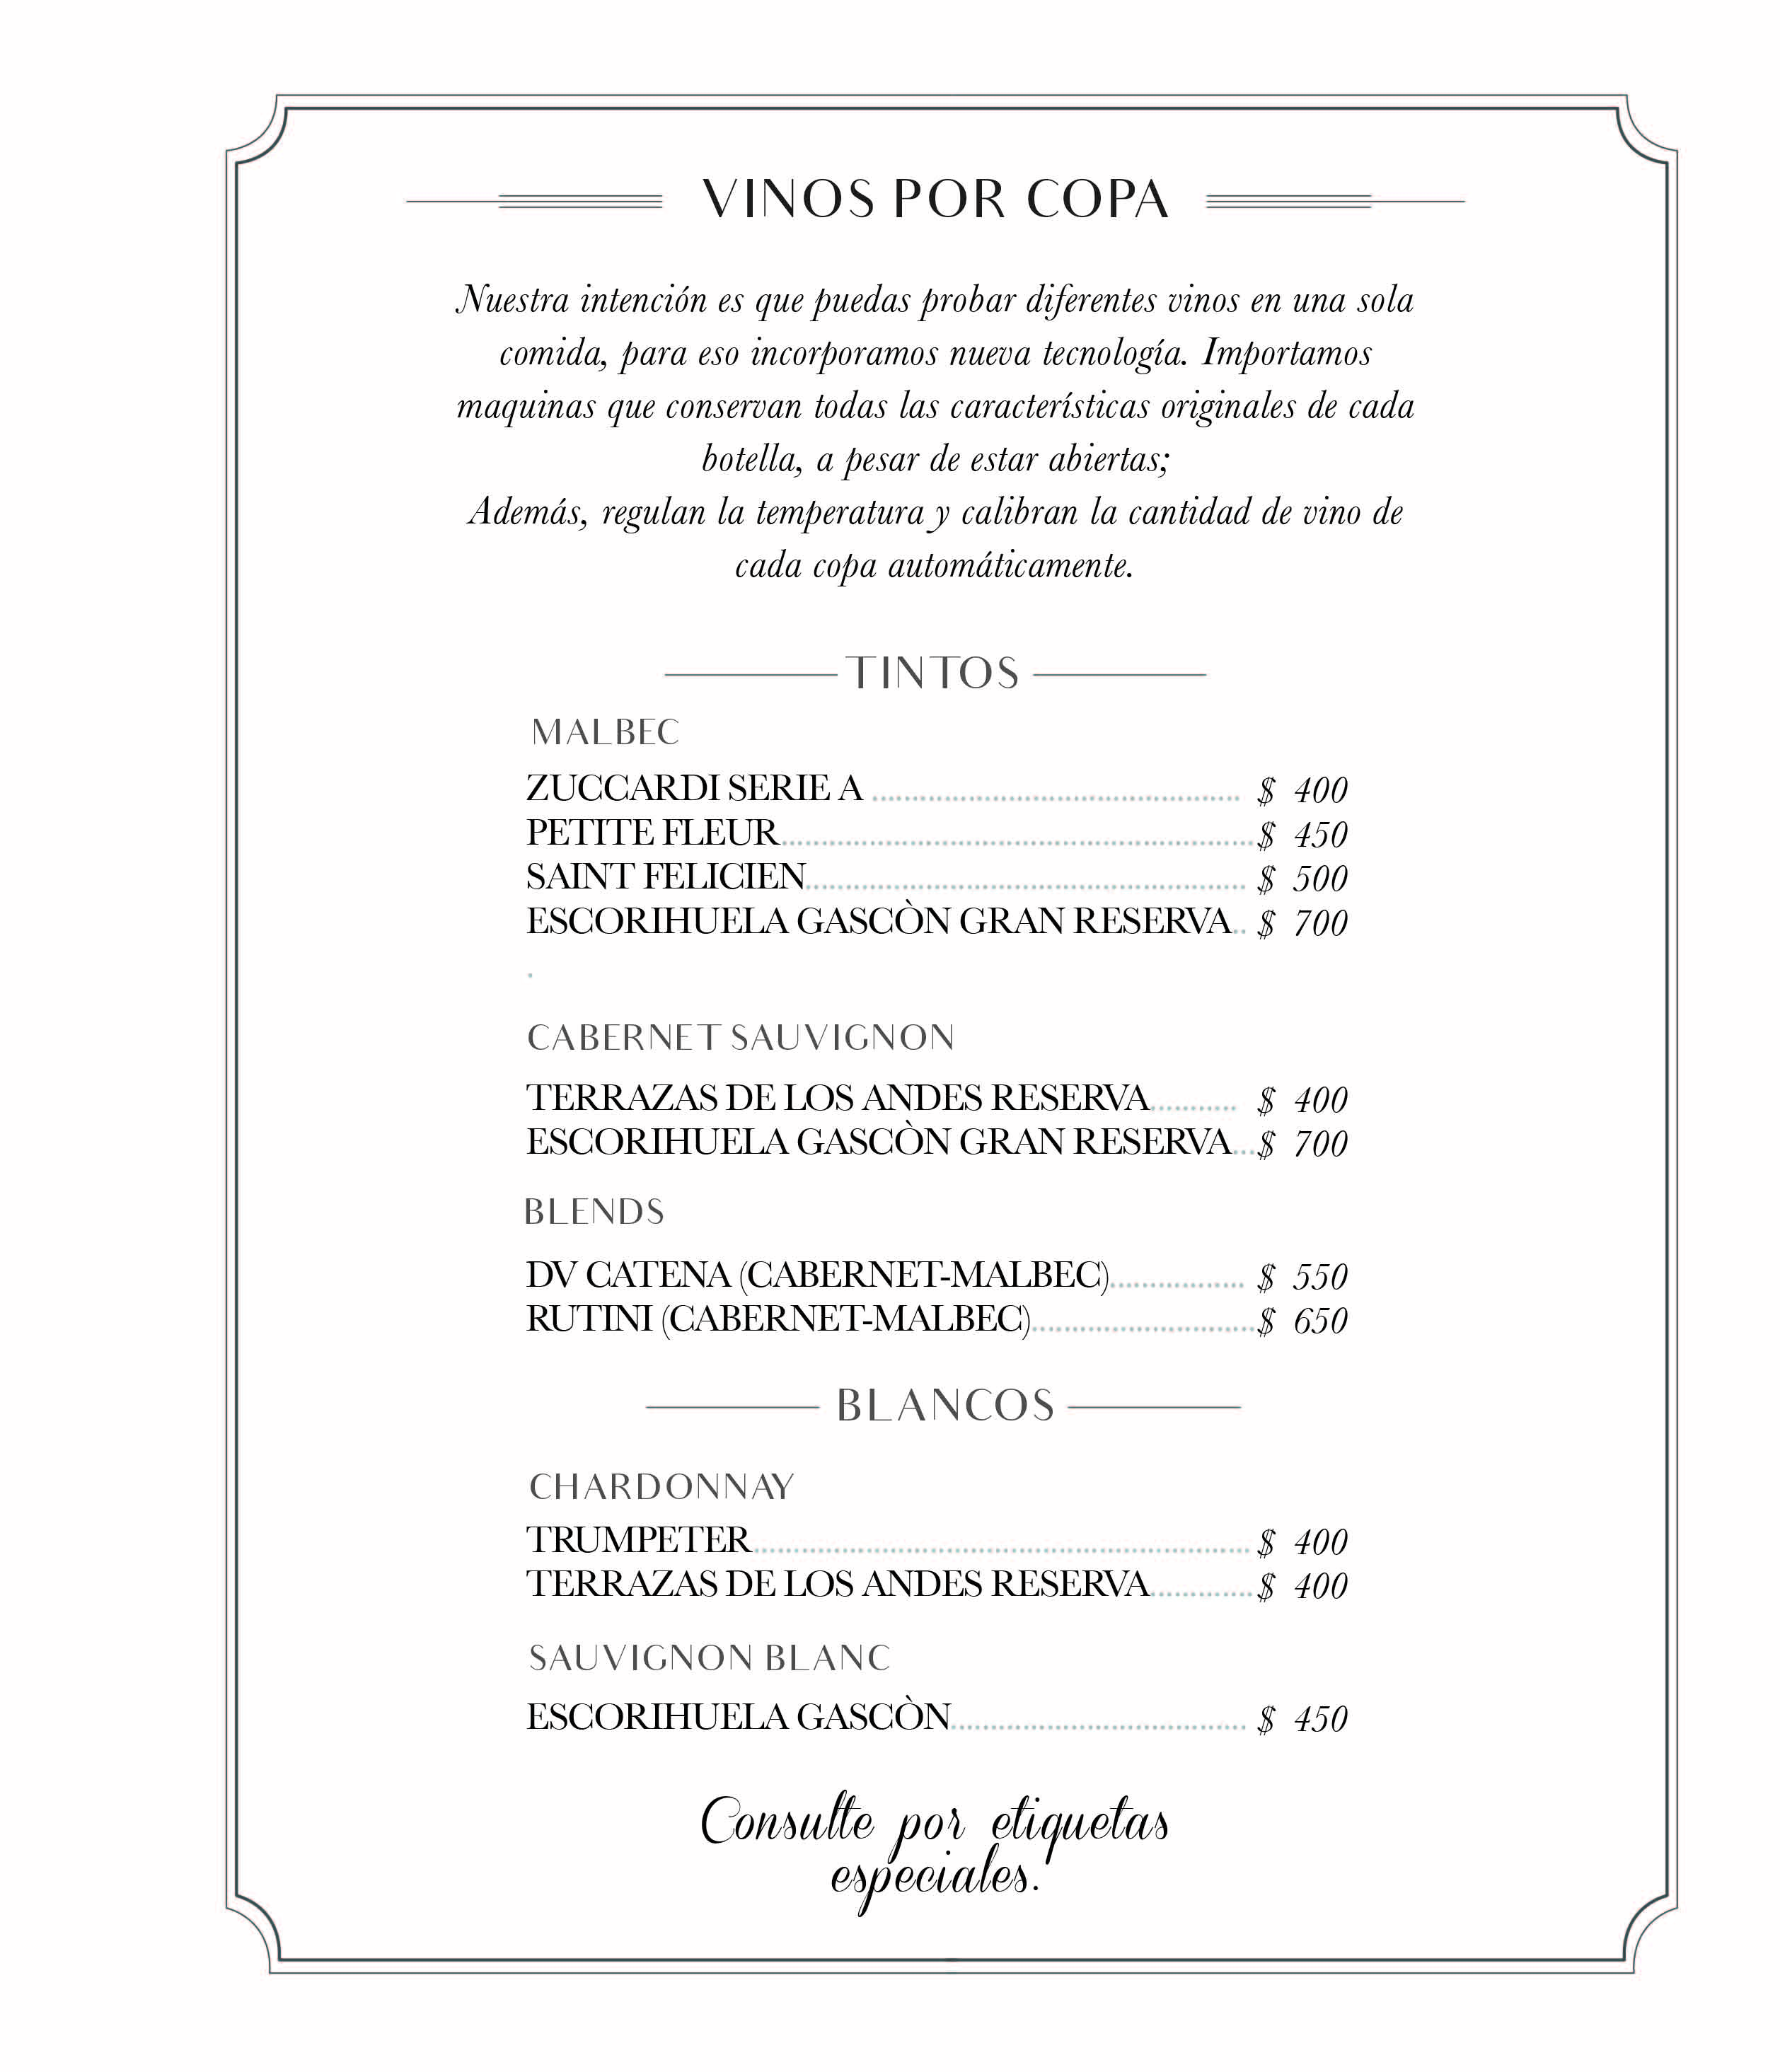 VINOS POR COPA
Nuestra intención es que puedas probar diferentes vinos en una sola
comida, para eso incorporamos nueva tecnología. Importamos
maquinas que conservan todas las características originales de cada
botella, a pesar de estar abiertas;
Además, regulan la temperatura y calibran la cantidad de vino de
cada copa automáticamente.
TINTOS
MALBEC
ZUCCARDI SERIE A $ 400
PETITE FLEUR $ 450
SAINT FELICIEN $ 500
ESCORIHUELA GASCÒN GRAN RESERVA $ 700
CABERNET SAUVIGNON
TERRAZAS DE LOS ANDES RESERVA $ 400
ESCORIHUELA GASCÒN GRAN RESERVA $ 700
BLENDS
DV CATENA (CABERNET-MALBEC) $ 550
RUTINI (CABERNET-MALBEC) $ 650
BLANCOS
CHARDONNAY
TRUMPETER $ 400
TERRAZAS DE LOS ANDES RESERVA $ 400
SAUVIGNON BLANC
ESCORIHUELA GASCÒN $ 450
Consulte por etiquetas
especiales.